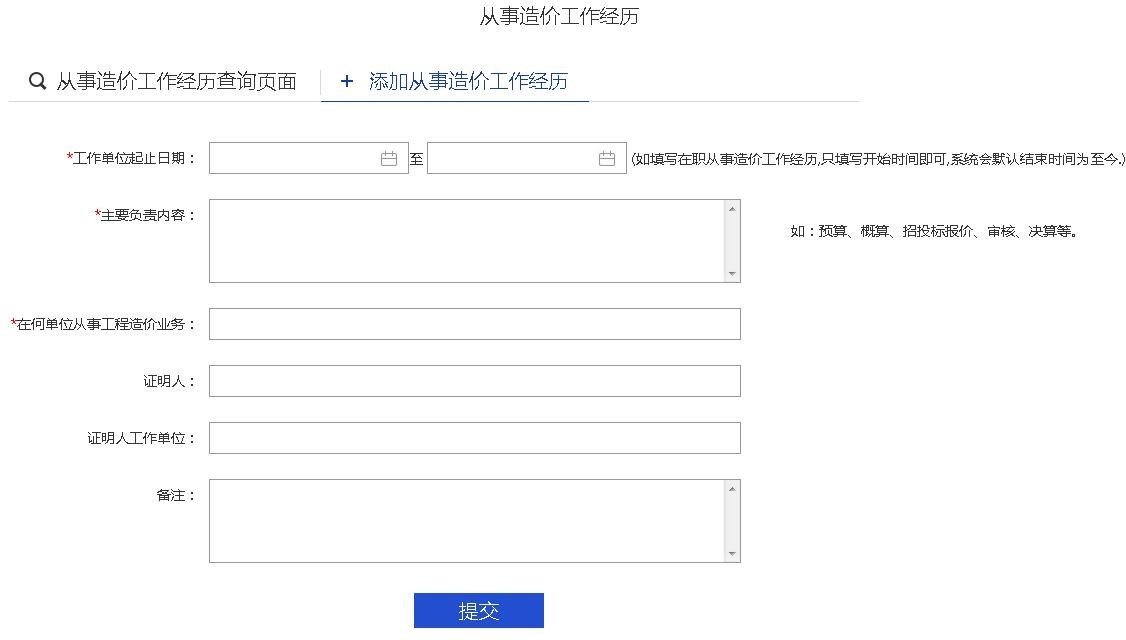 从事造价工作经历
从事造价工作经历查询页面 + 添加从事造价工作经历
*工作单位起止日期： 至 (如填写在职从事造价工作经历,只填写开始时间即可,系统会默认结束时间为至今.)
*主要负责内容： 如：预算、概算、招投标报价、审核、决算等。
*在何单位从事工程造价业务：
证明人：
证明人工作单位：
备注：
提交